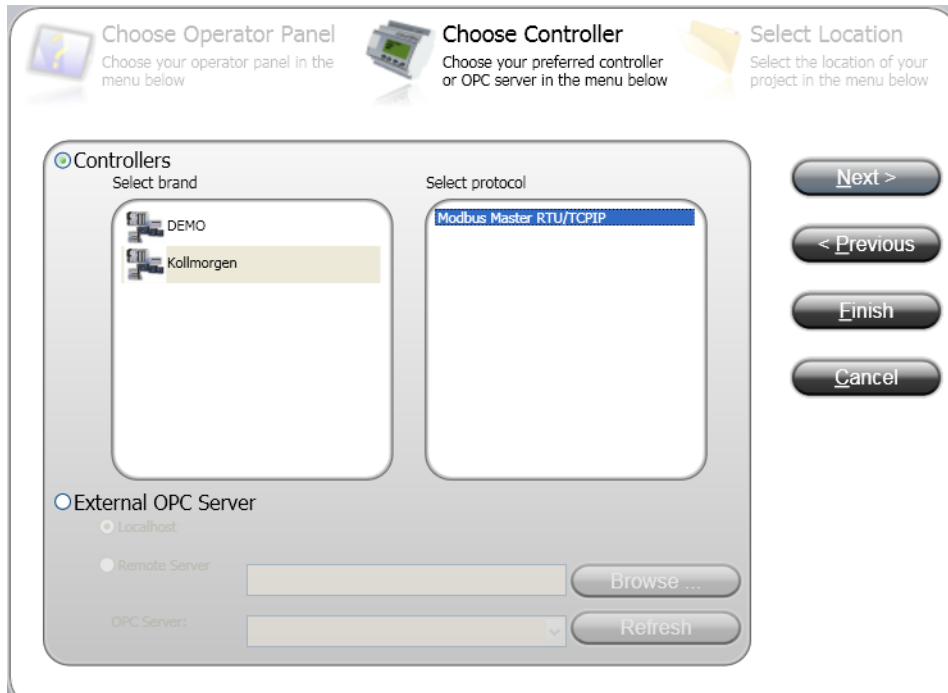 Choose Operator Panel
Choose your operator panel in the
menu below
Choose Controller
Choose your preferred controller
or OPC server in the menu below
Select Location
Select the location of your
project in the menu below
Controllers
Select brand
Select protocol
DEMO
Kollmorgen
Modbus Master RTU/TCPIP
Next >
< Previous
Finish
Cancel
External OPC Server
Localhost
Remote Server
Browse ...
OPC Server:
Refresh